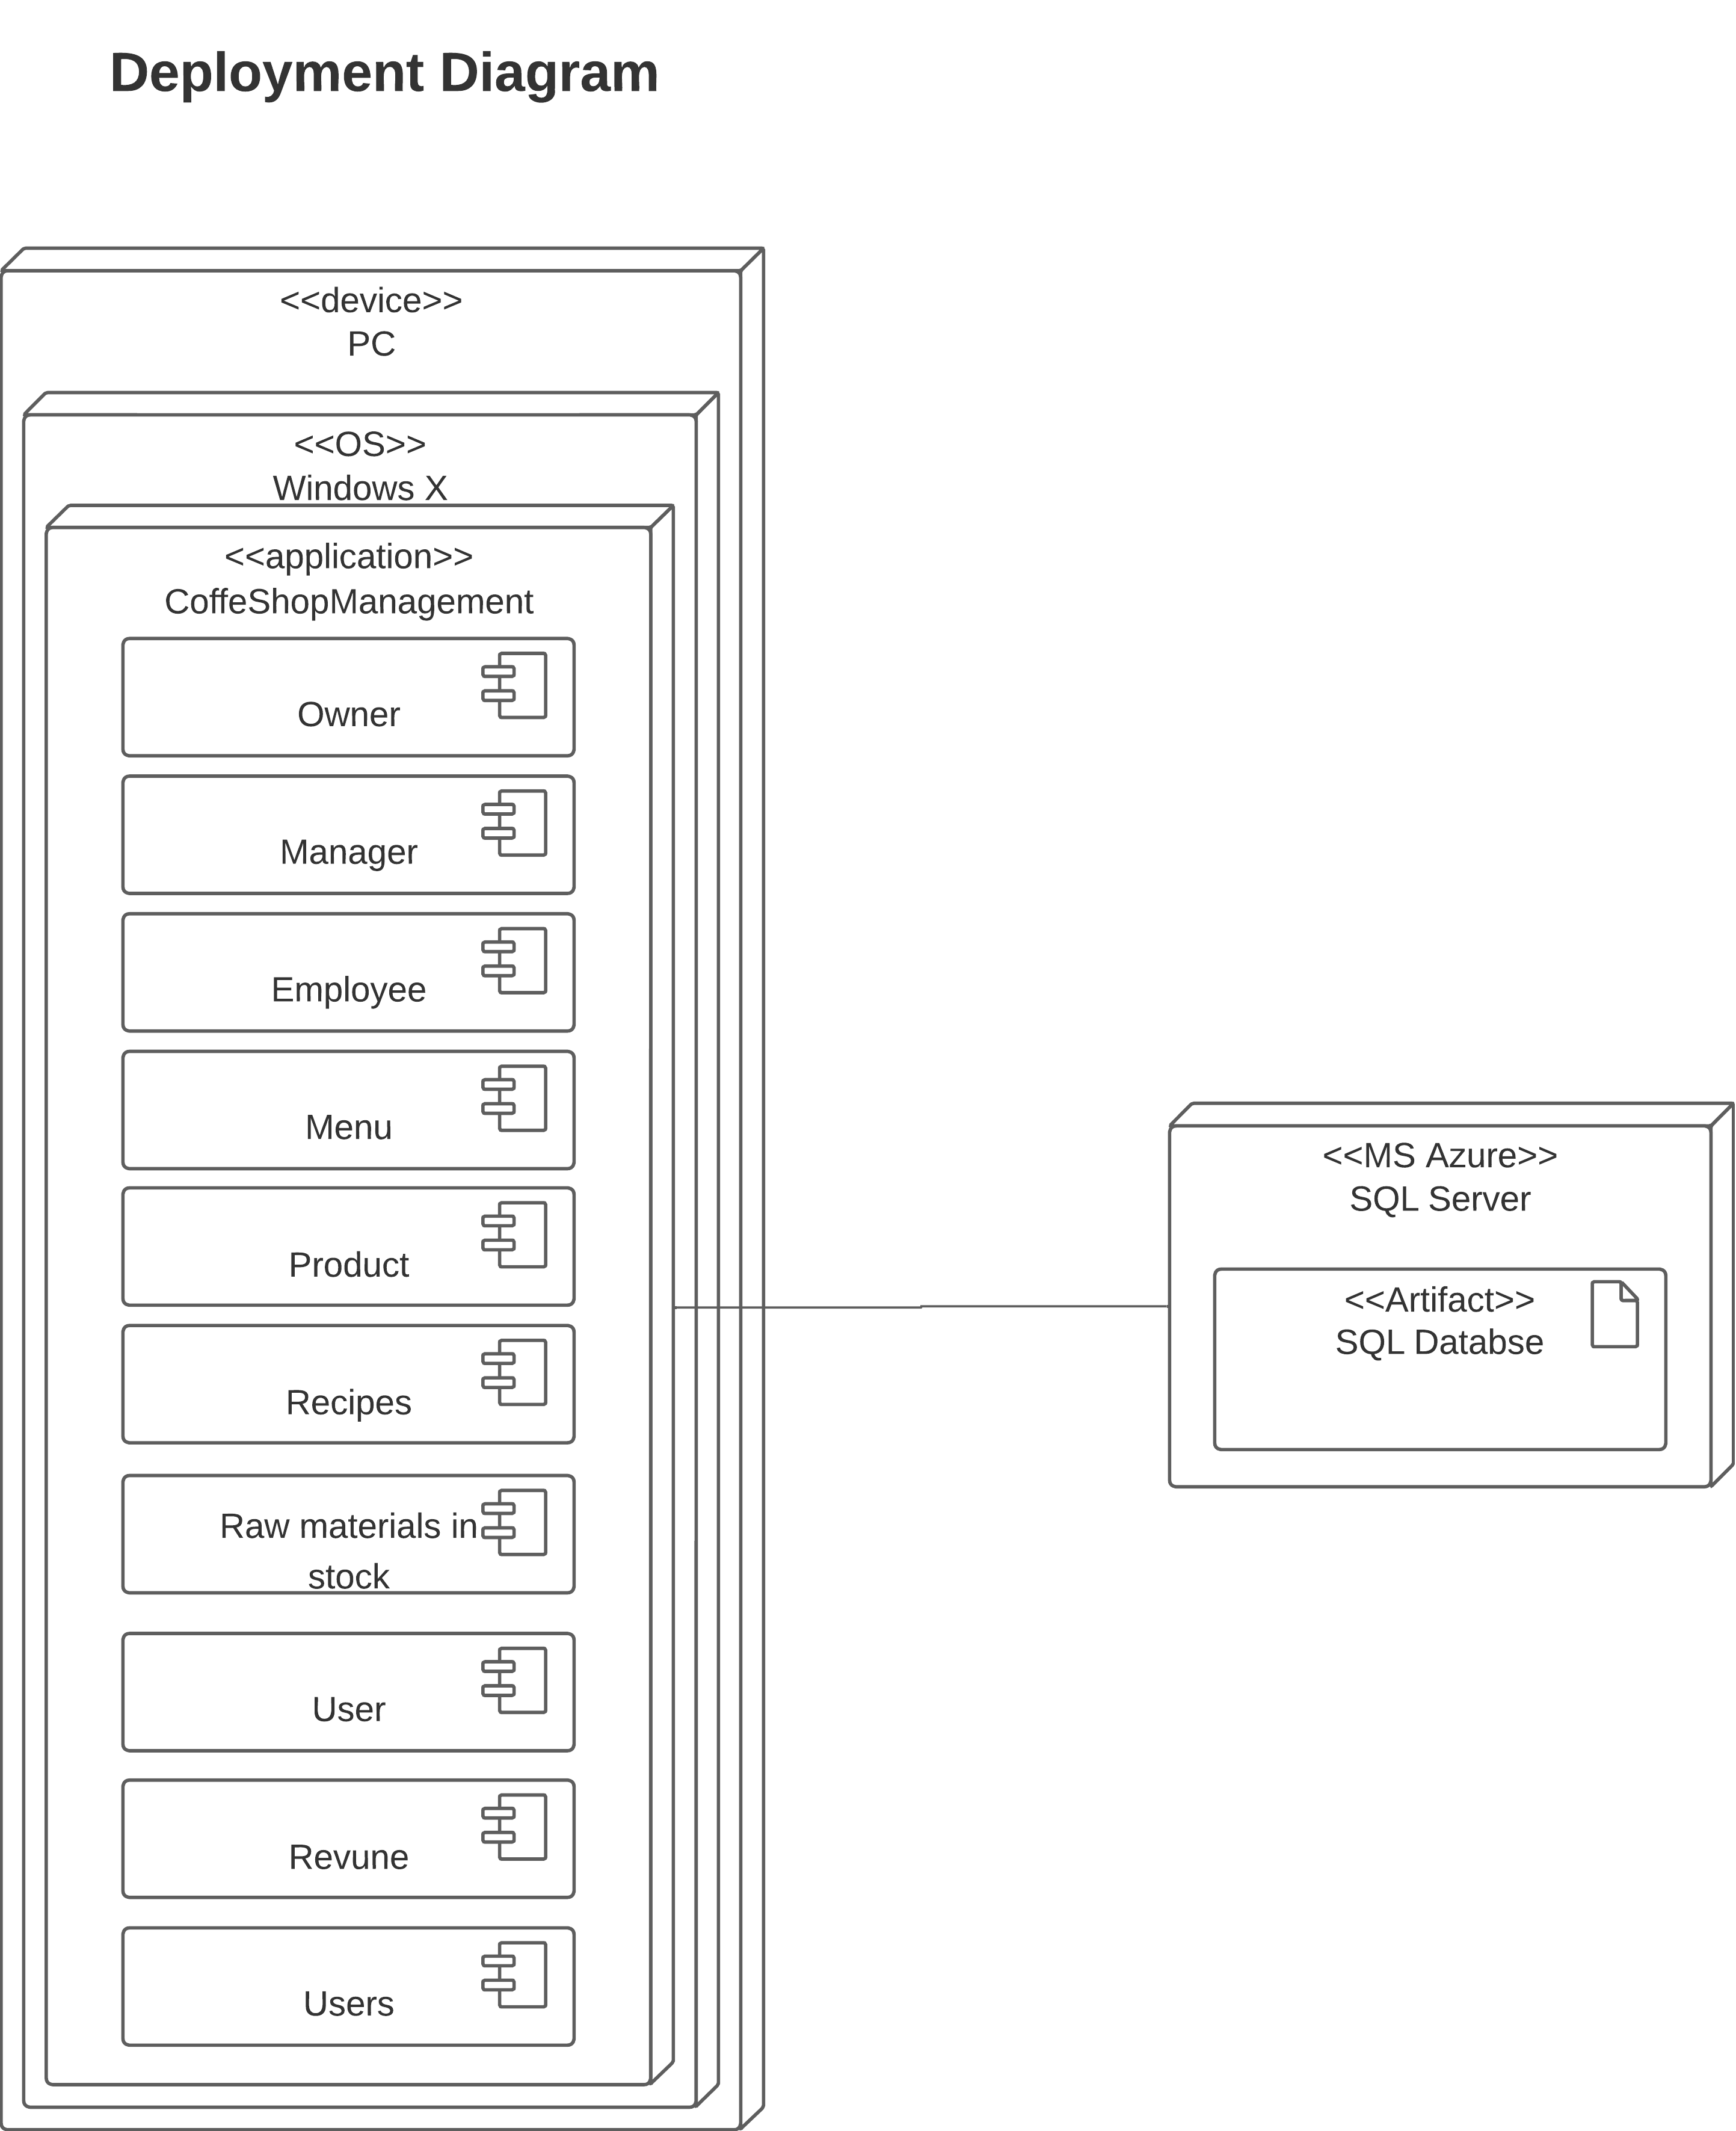 Deployment Diagram
<<device>>
PC
<<OS>>
Windows X
<<application>>
CoffeShopManagement
Owner
Manager
Employee
Menu
Product
Recipes
Raw materials in
stock
User
Revune
Users
<<MS Azure>>
SQL Server
<<Artifact>>
SQL Databse